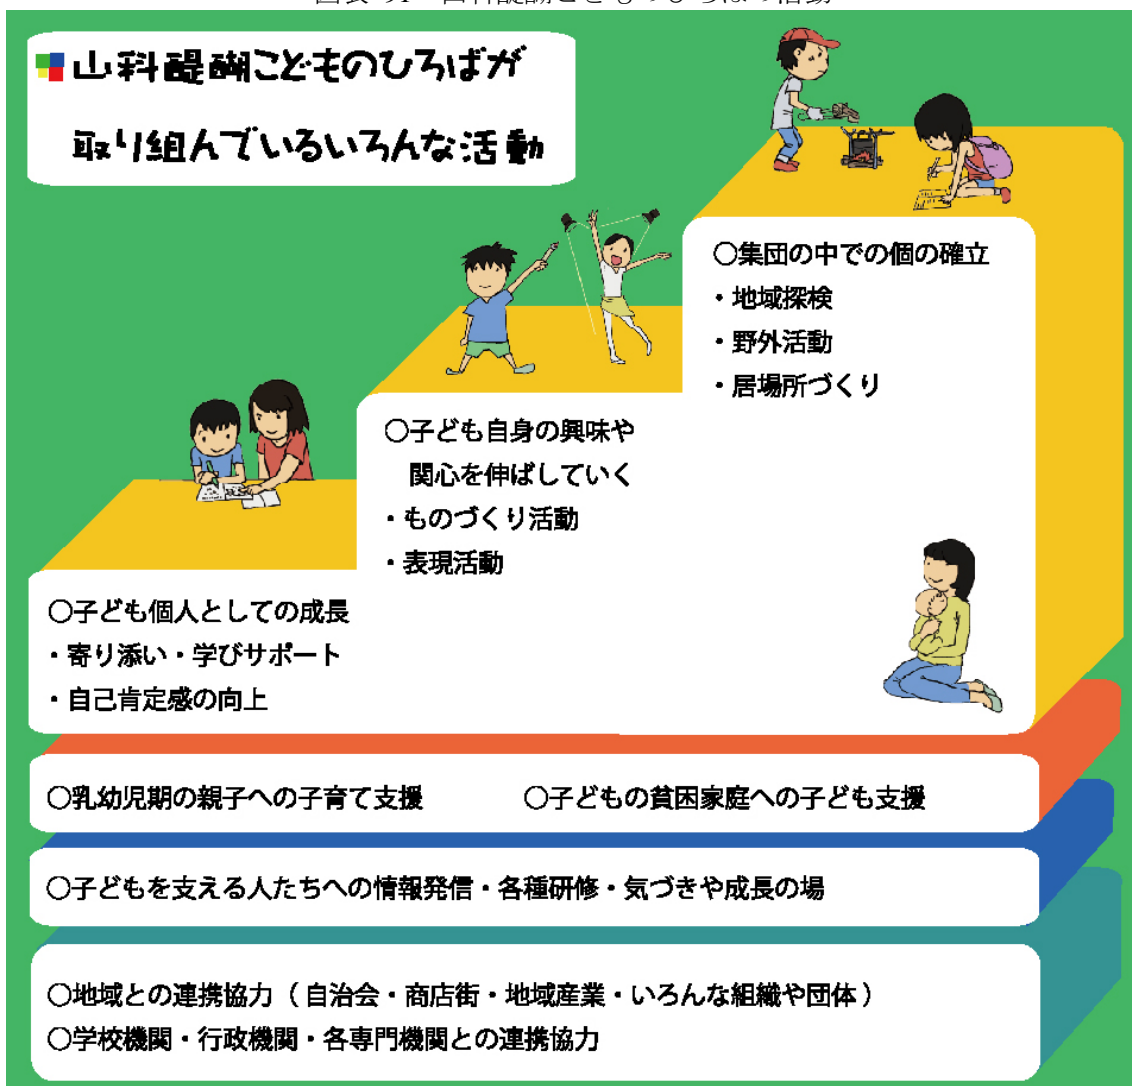 山科醍醐こどものひろばが
取り組んでいるいろんな活動
〇集団の中での個の確立
・地域探検
・野外活動
・居場所づくり
〇子ども自身の興味や
関心を伸ばしていく
・ものづくり活動
・表現活動
〇子ども個人としての成長
・寄り添い・学びサポート
・自己肯定感の向上
〇乳幼児期の親子への子育て支援 〇子どもの貧困家庭への子ども支援
〇子どもを支える人たちへの情報発信・各種研修・気づきや成長の場
〇地域との連携協力（自治会・商店街・地域産業・いろんな組織や団体）
〇学校機関・行政機関・各専門機関との連携協力